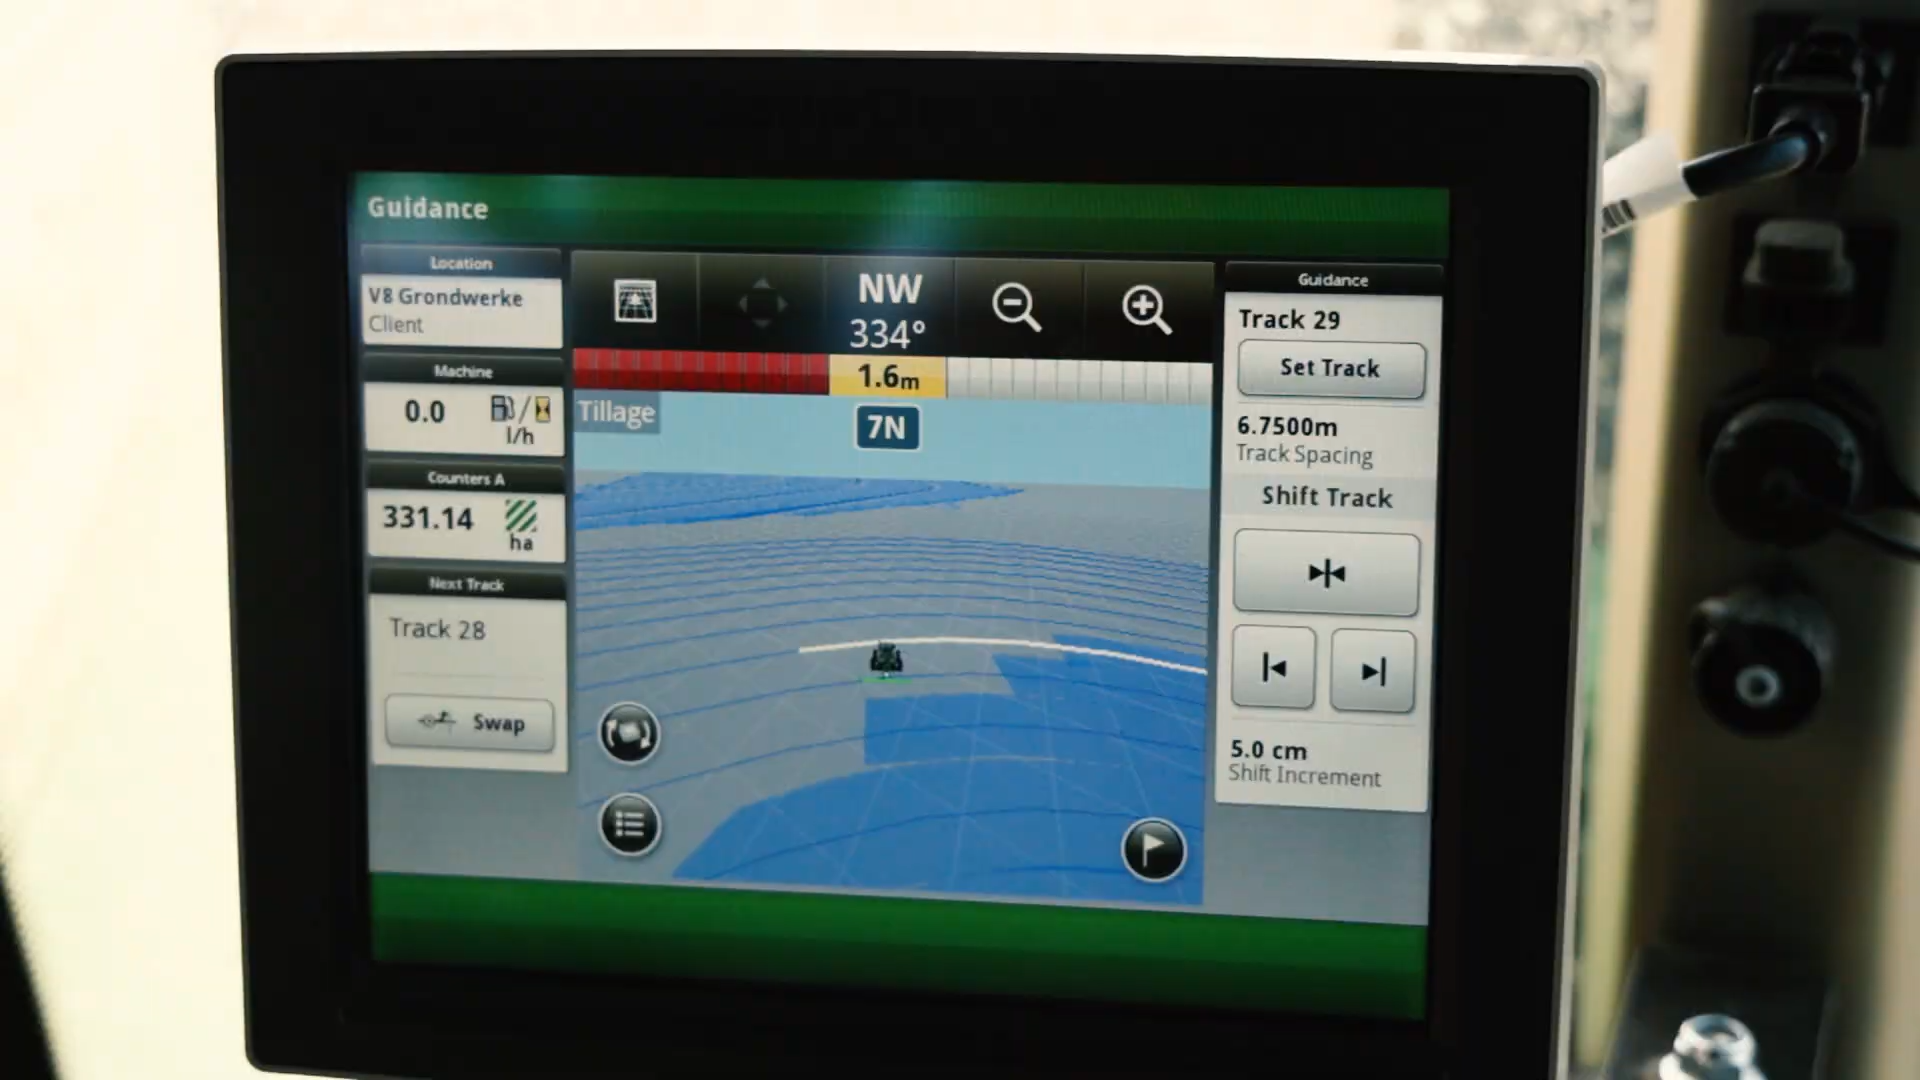 Guidance
Location
V8 Grondwerke
Client
Machine
0.0
l/h
Counters A
331.14
ha
Next Track
Track 28
Swap
NW
334°
1.6m
Tillage
7N
Guidance
Track 29
Set Track
6.7500m
Track Spacing
Shift Track
5.0 cm
Shift Increment